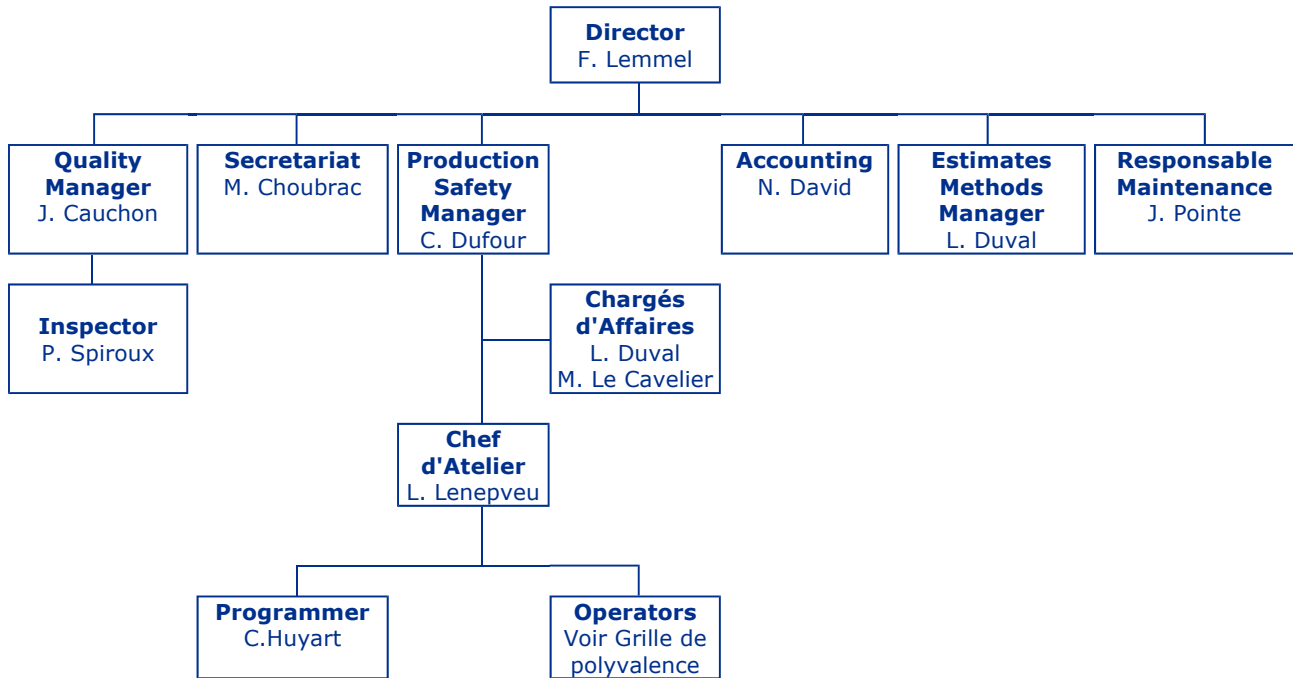 Director
F. Lemmel
Quality
Manager
J. Cauchon
Secretariat
M. Choubrac
Production
Safety
Manager
C. Dufour
Accounting
N. David
Estimates
Methods
Manager
L. Duval
Responsable
Maintenance
J. Pointe
Inspector
P. Spiroux
Chargés
d'Affaires
L. Duval
M. Le Cavelier
Chef
d'Atelier
L. Lenepveu
Programmer
C.Huyart
Operators
Voir Grille de
polyvalence